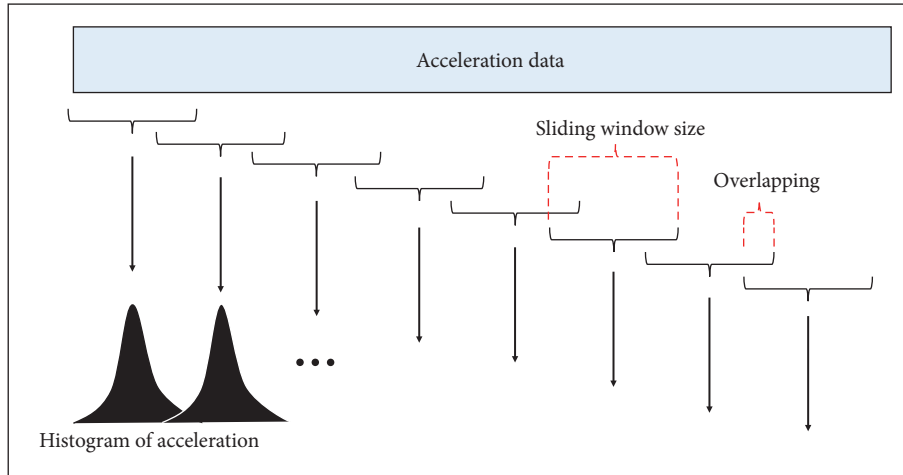 Acceleration data
Sliding window size
Overlapping
Histogram of acceleration